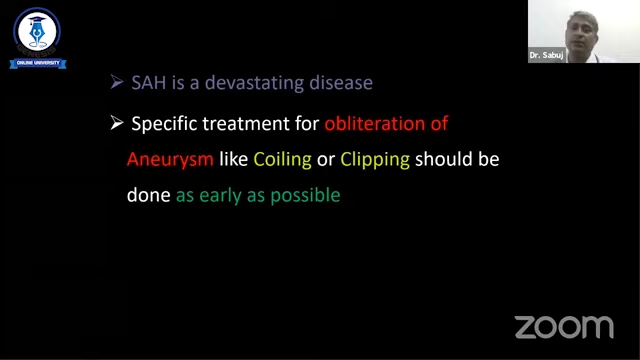 ONLINE UNIVERSITY
Dr. Sabuj
➢ SAH is a devastating disease
➢ Specific treatment for obliteration of
Aneurysm like Coiling or Clipping should be
done as early as possible
zoom